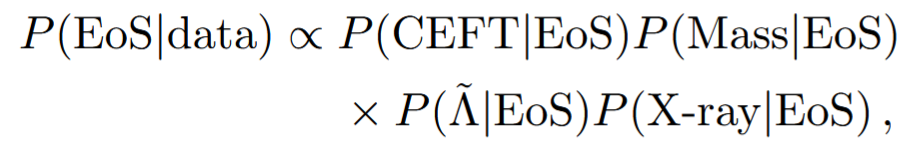 P(EoS|data) ∝ P(CEFT|EoS)P(Mass|EoS)
× P(Λ̃|EoS)P(X-ray|EoS) ,